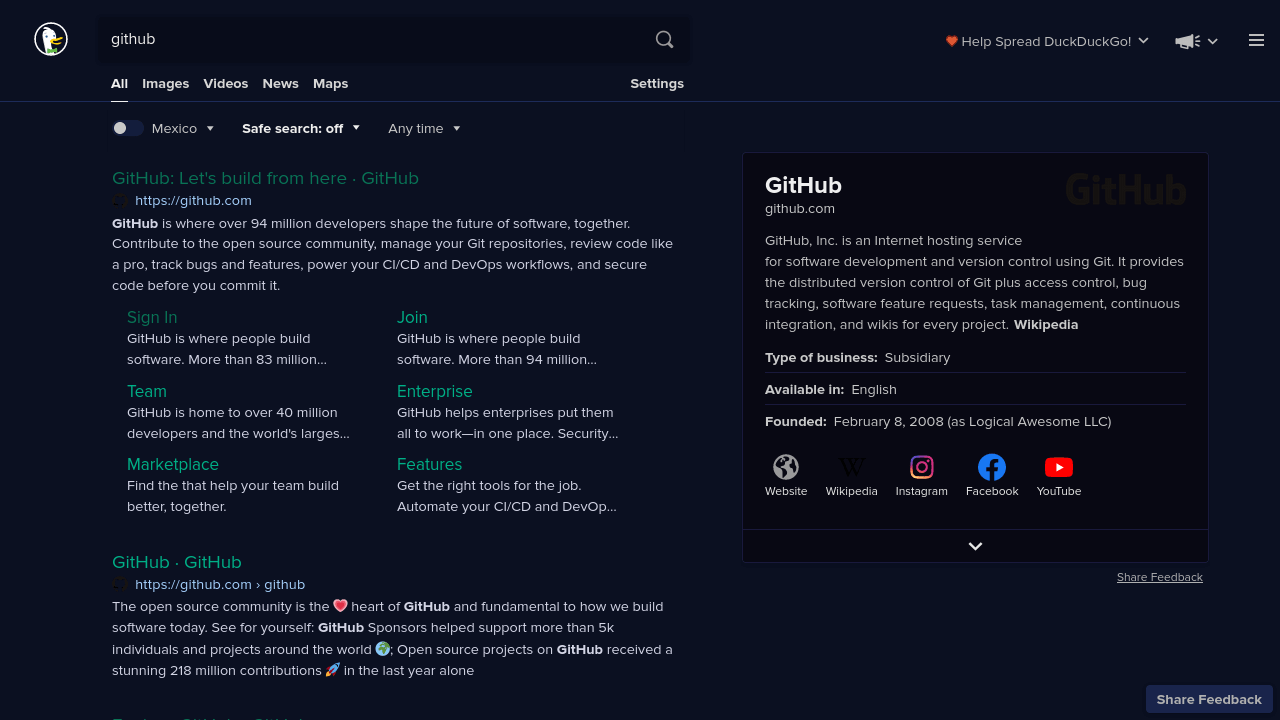 github
Help Spread DuckDuckGo!
All Images Videos News Maps Settings
Mexico Safe search: off Any time
GitHub: Let's build from here · GitHub
https://github.com
GitHub is where over 94 million developers shape the future of software, together.
Contribute to the open source community, manage your Git repositories, review code like
a pro, track bugs and features, power your CI/CD and DevOps workflows, and secure
code before you commit it.
Sign In
GitHub is where people build
software. More than 83 million...
Join
GitHub is where people build
software. More than 94 million...
Team
GitHub is home to over 40 million
developers and the world's larges...
Enterprise
GitHub helps enterprises put them
all to work—in one place. Security...
Marketplace
Find the that help your team build
better, together.
Features
Get the right tools for the job.
Automate your CI/CD and DevOp...
GitHub · GitHub
https://github.com › github
The open source community is the ❤️ heart of GitHub and fundamental to how we build
software today. See for yourself: GitHub Sponsors helped support more than 5k
individuals and projects around the world 🌍; Open source projects on GitHub received a
stunning 218 million contributions 🚀 in the last year alone
GitHub
GitHub
github.com
GitHub, Inc. is an Internet hosting service
for software development and version control using Git. It provides
the distributed version control of Git plus access control, bug
tracking, software feature requests, task management, continuous
integration, and wikis for every project. Wikipedia
Type of business: Subsidiary
Available in: English
Founded: February 8, 2008 (as Logical Awesome LLC)
W
Website Wikipedia Instagram Facebook YouTube
Share Feedback
Share Feedback